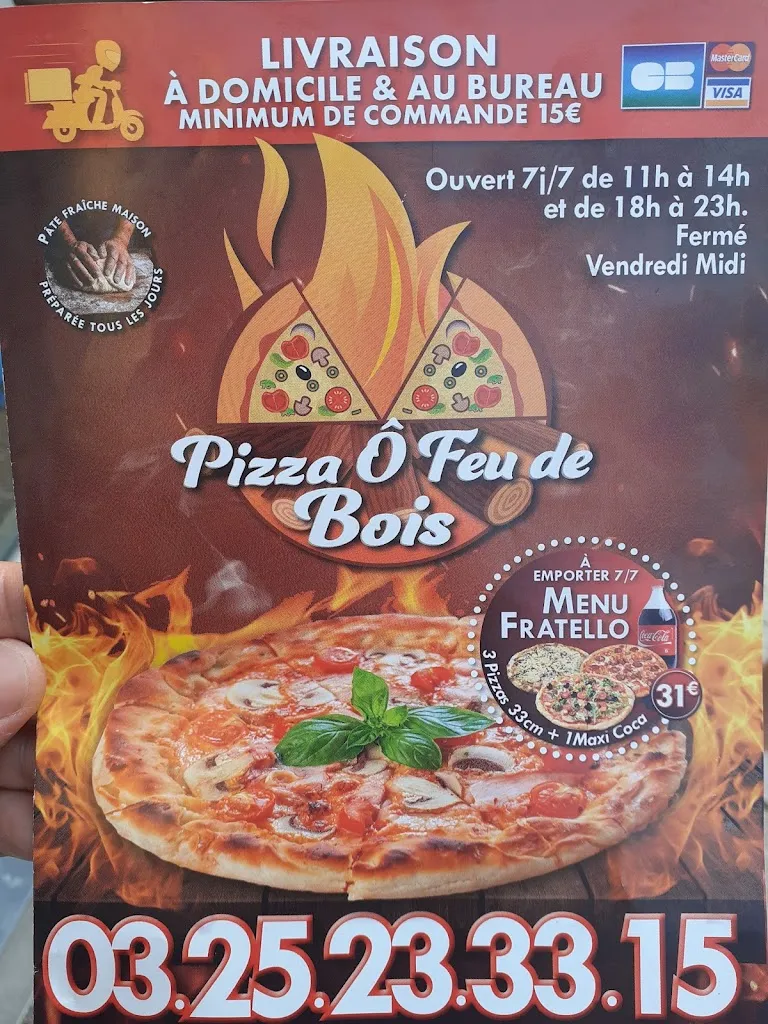 LIVRAISON
À DOMICILE & AU BUREAU
MINIMUM DE COMMANDE 15€
CB
MasterCard
VISA
Ouvert 7j/7 de 11h à 14h
et de 18h à 23h.
Fermé
Vendredi Midi
PÂTE FRAÎCHE MAISON
PRÉPARÉE TOUS LES JOURS
Pizza Ô Feu de
Bois
À
EMPORTER 7/7
MENU
FRATELLO
Coca-Cola
31€
3 Pizzas 33cm + 1Maxi Coca
03.25.23.33.15